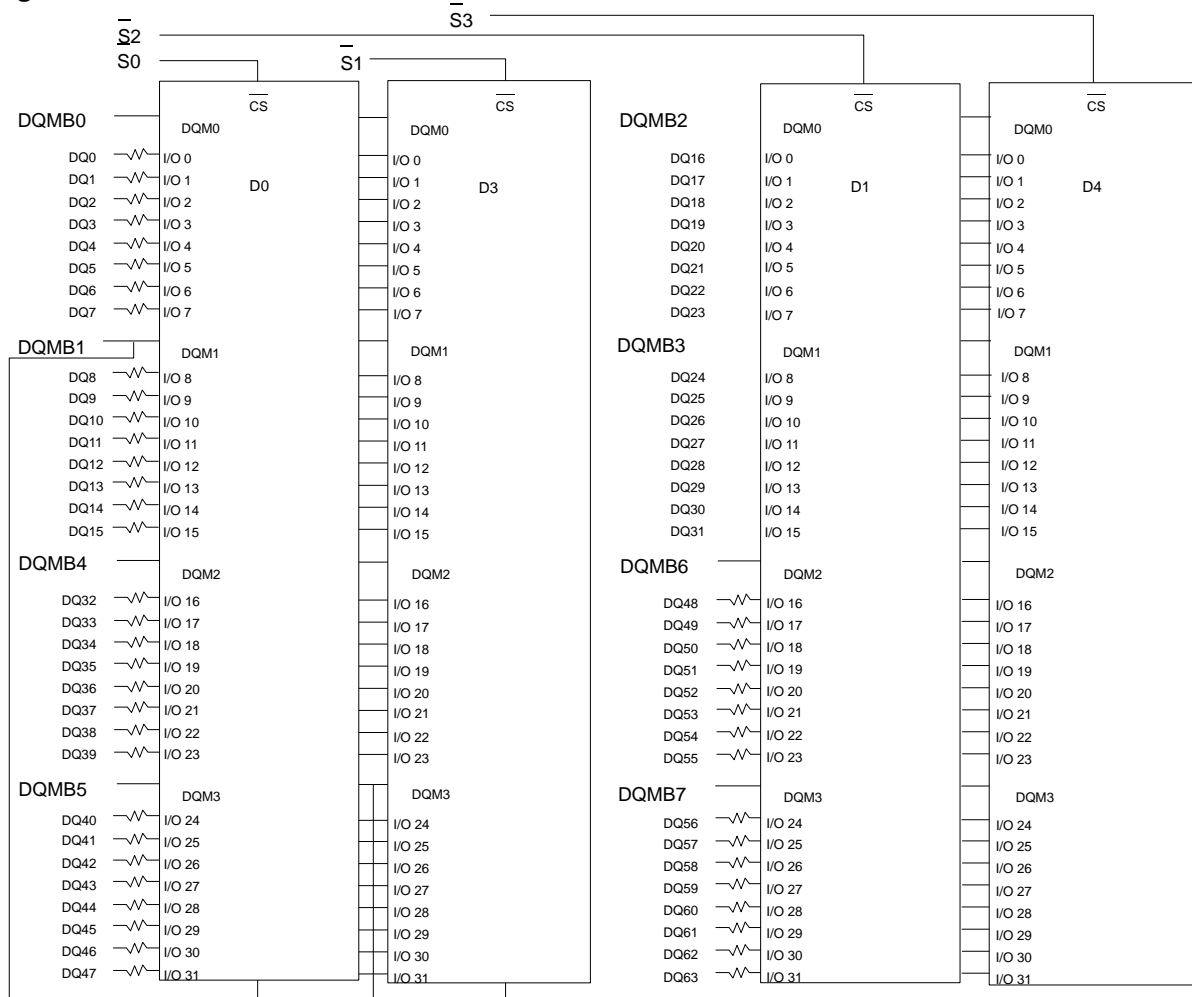 S̅3
S̅2
S̅0 S̅1
C̅S̅ C̅S̅ C̅S̅ C̅S̅
DQMB0 DQM0 DQM0 DQMB2 DQM0 DQM0
DQ0 I/O 0 I/O 0 DQ16 I/O 0 I/O 0
DQ1 I/O 1 D0 I/O 1 D3 DQ17 I/O 1 D1 I/O 1 D4
DQ2 I/O 2 I/O 2 DQ18 I/O 2 I/O 2
DQ3 I/O 3 I/O 3 DQ19 I/O 3 I/O 3
DQ4 I/O 4 I/O 4 DQ20 I/O 4 I/O 4
DQ5 I/O 5 I/O 5 DQ21 I/O 5 I/O 5
DQ6 I/O 6 I/O 6 DQ22 I/O 6 I/O 6
DQ7 I/O 7 I/O 7 DQ23 I/O 7 I/O 7
DQMB1 DQM1 DQM1 DQMB3 DQM1 DQM1
DQ8 I/O 8 I/O 8 DQ24 I/O 8 I/O 8
DQ9 I/O 9 I/O 9 DQ25 I/O 9 I/O 9
DQ10 I/O 10 I/O 10 DQ26 I/O 10 I/O 10
DQ11 I/O 11 I/O 11 DQ27 I/O 11 I/O 11
DQ12 I/O 12 I/O 12 DQ28 I/O 12 I/O 12
DQ13 I/O 13 I/O 13 DQ29 I/O 13 I/O 13
DQ14 I/O 14 I/O 14 DQ30 I/O 14 I/O 14
DQ15 I/O 15 I/O 15 DQ31 I/O 15 I/O 15
DQMB4 DQM2 DQM2 DQMB6 DQM2 DQM2
DQ32 I/O 16 I/O 16 DQ48 I/O 16 I/O 16
DQ33 I/O 17 I/O 17 DQ49 I/O 17 I/O 17
DQ34 I/O 18 I/O 18 DQ50 I/O 18 I/O 18
DQ35 I/O 19 I/O 19 DQ51 I/O 19 I/O 19
DQ36 I/O 20 I/O 20 DQ52 I/O 20 I/O 20
DQ37 I/O 21 I/O 21 DQ53 I/O 21 I/O 21
DQ38 I/O 22 I/O 22 DQ54 I/O 22 I/O 22
DQ39 I/O 23 I/O 23 DQ55 I/O 23 I/O 23
DQMB5 DQM3 DQM3 DQMB7 DQM3 DQM3
DQ40 I/O 24 I/O 24 DQ56 I/O 24 I/O 24
DQ41 I/O 25 I/O 25 DQ57 I/O 25 I/O 25
DQ42 I/O 26 I/O 26 DQ58 I/O 26 I/O 26
DQ43 I/O 27 I/O 27 DQ59 I/O 27 I/O 27
DQ44 I/O 28 I/O 28 DQ60 I/O 28 I/O 28
DQ45 I/O 29 I/O 29 DQ61 I/O 29 I/O 29
DQ46 I/O 30 I/O 30 DQ62 I/O 30 I/O 30
DQ47 I/O 31 I/O 31 DQ63 I/O 31 I/O 31